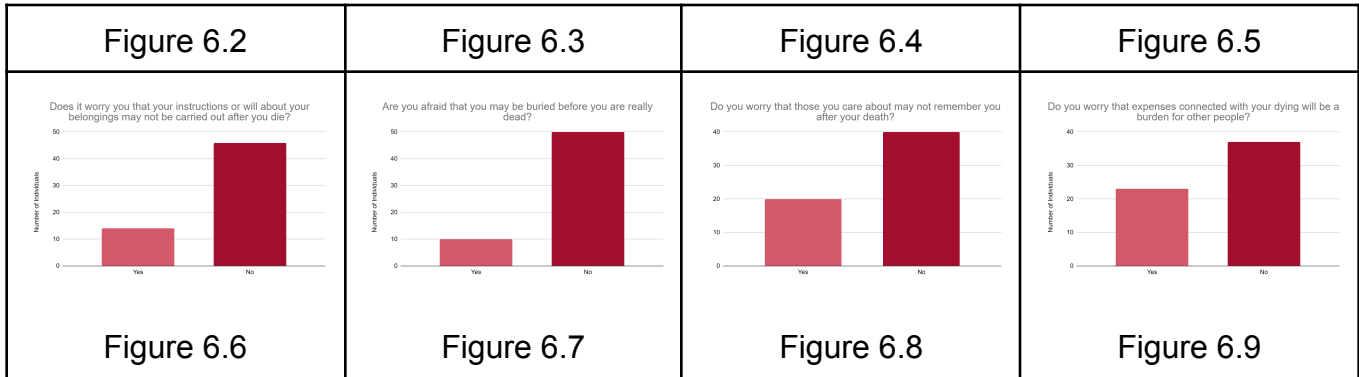 Figure 6.2
Figure 6.3
Figure 6.4
Figure 6.5
Does it worry you that your instructions or will about your
belongings may not be carried out after you die?
Number of Individuals
50
40
30
20
10
0
Yes
No
Are you afraid that you may be buried before you are really
dead?
Number of Individuals
50
40
30
20
10
0
Yes
No
Do you worry that those you care about may not remember you
after your death?
40
30
20
10
0
Yes
No
Do you worry that expenses connected with your dying will be a
burden for other people?
Number of Individuals
40
30
20
10
0
Yes
No
Figure 6.6
Figure 6.7
Figure 6.8
Figure 6.9